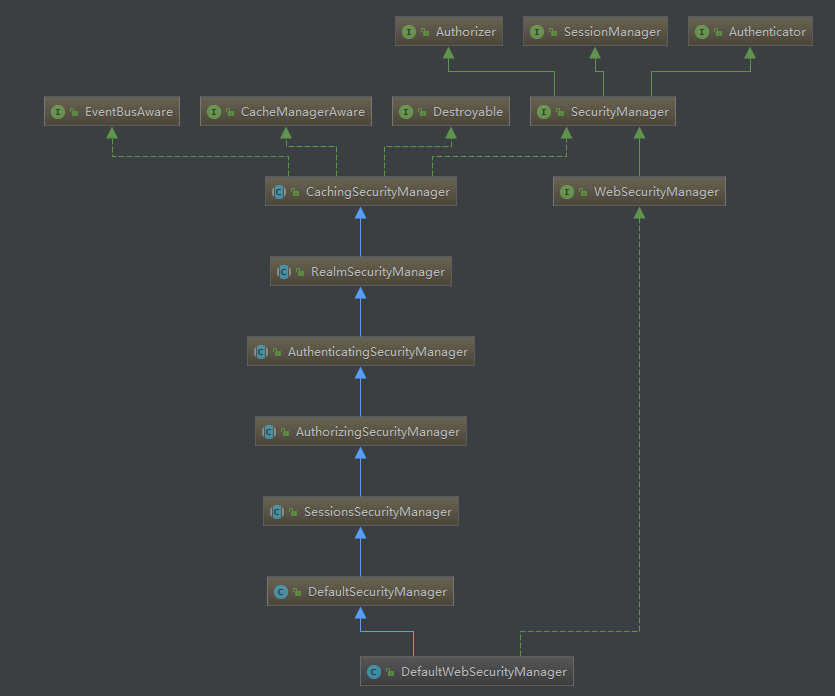 Authorizer
SessionManager
Authenticator
EventBusAware
CacheManagerAware
Destroyable
SecurityManager
CachingSecurityManager
WebSecurityManager
RealmSecurityManager
AuthenticatingSecurityManager
AuthorizingSecurityManager
SessionsSecurityManager
DefaultSecurityManager
DefaultWebSecurityManager